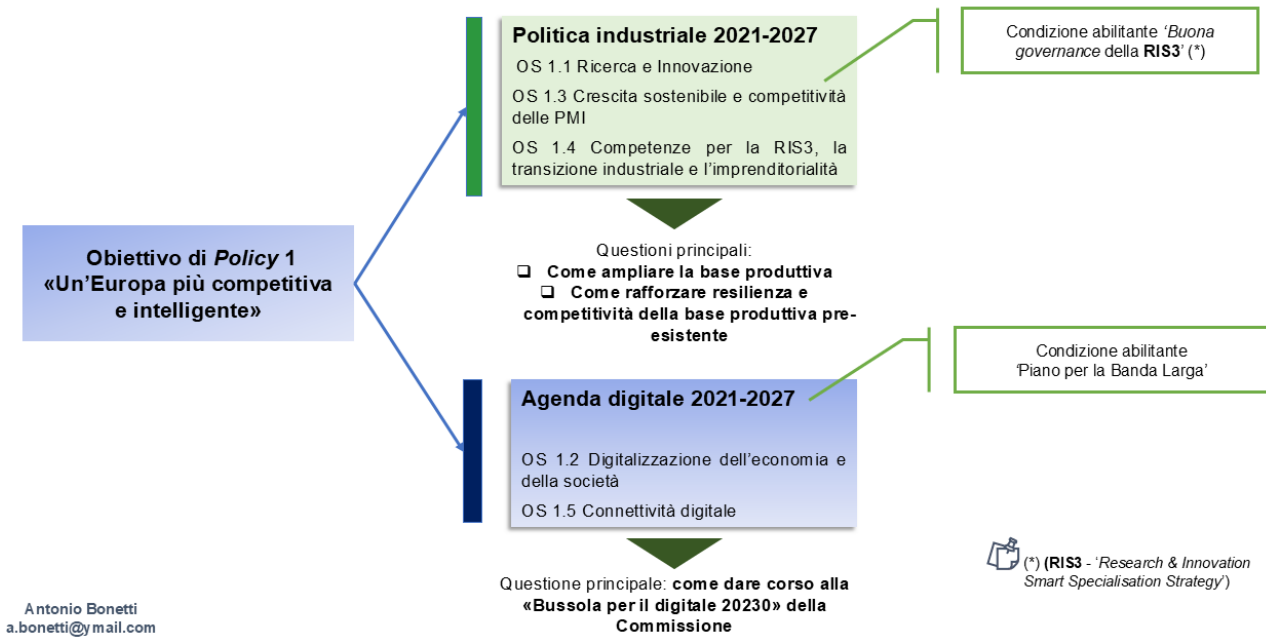 Obiettivo di Policy 1
«Un’Europa più competitiva
e intelligente»
Politica industriale 2021-2027
OS 1.1 Ricerca e Innovazione
OS 1.3 Crescita sostenibile e competitività
delle PMI
OS 1.4 Competenze per la RIS3, la
transizione industriale e l’imprenditorialità
Condizione abilitante ‘Buona
governance della RIS3’ (*)
Questioni principali:
❑ Come ampliare la base produttiva
❑ Come rafforzare resilienza e
competitività della base produttiva pre-
esistente
Agenda digitale 2021-2027
OS 1.2 Digitalizzazione dell’economia e
della società
OS 1.5 Connettività digitale
Condizione abilitante
‘Piano per la Banda Larga’
Questione principale: come dare corso alla
«Bussola per il digitale 20230» della
Commissione
(*) (RIS3 - ‘Research & Innovation
Smart Specialisation Strategy’)
Antonio Bonetti
a.bonetti@ymail.com